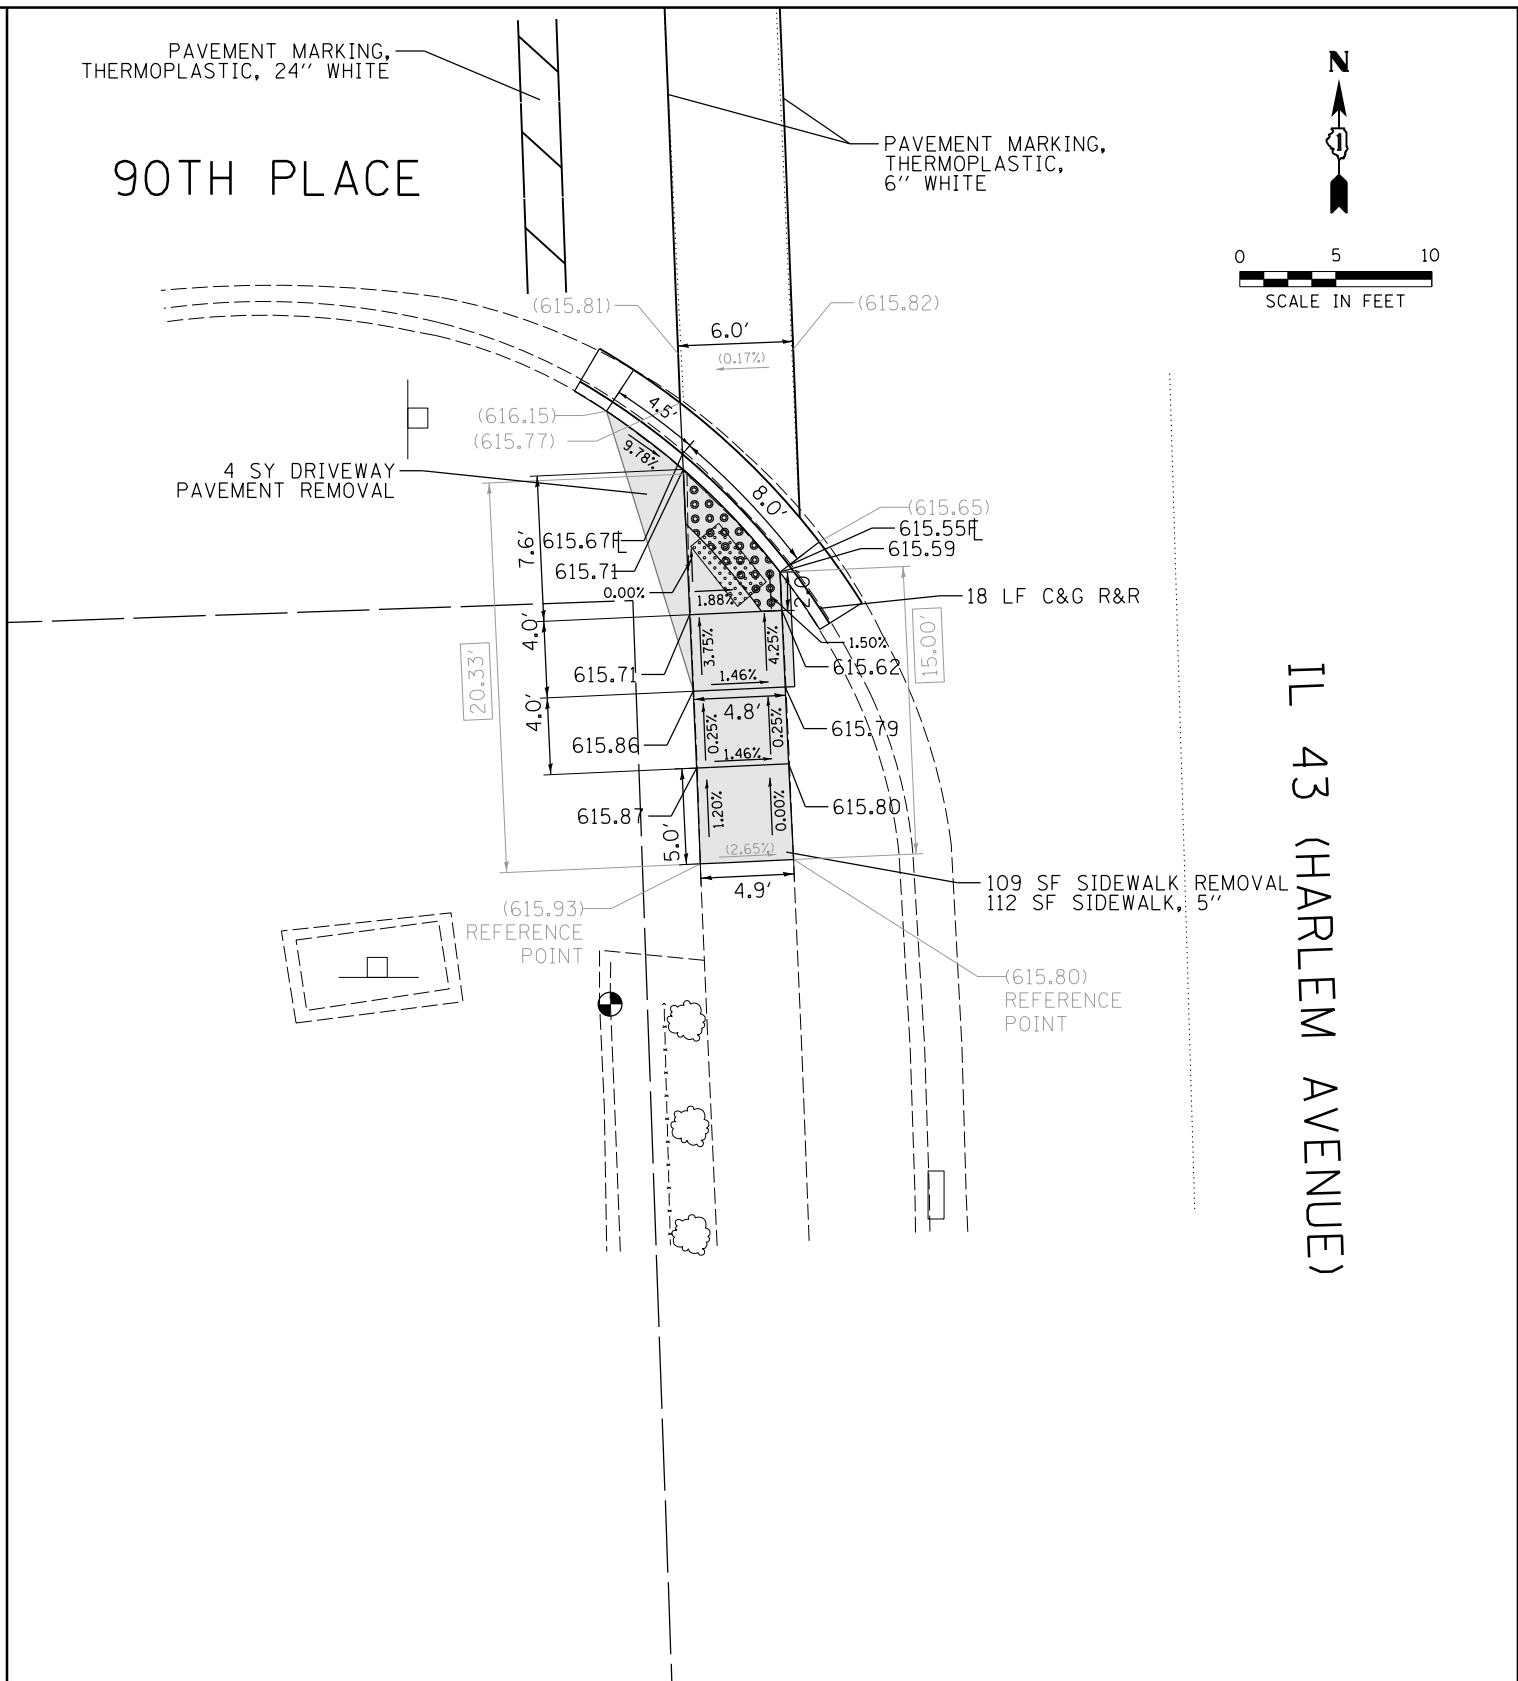 PAVEMENT MARKING,
THERMOPLASTIC, 24" WHITE
90TH PLACE
PAVEMENT MARKING,
THERMOPLASTIC,
6" WHITE
N
1
0 5 10
SCALE IN FEET
(615.81)
(615.82)
6.0'
(0.17%)
(616.15)
(615.77)
4.5'
9.78%
4 SY DRIVEWAY
PAVEMENT REMOVAL
8.0'
(615.65)
615.55FL
615.59
7.6'
615.67FL
615.71
0.00%
1.88%
2.0'
18 LF C&G R&R
1.50%
4.0'
3.75%
4.25%
615.71
615.62
1.46%
20.33'
15.00'
4.0'
4.8'
0.25%
0.25%
615.86
615.79
1.46%
615.87
615.80
1.20%
0.00%
5.0'
(2.65%)
4.9'
109 SF SIDEWALK REMOVAL
112 SF SIDEWALK, 5"
(615.93)
REFERENCE
POINT
(615.80)
REFERENCE
POINT
IL 43 (HARLEM AVENUE)